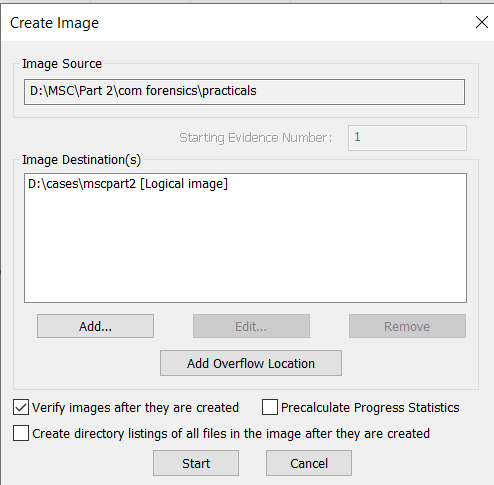 Create Image
Image Source
D:\MSC\Part 2\com forensics\practicals
Starting Evidence Number: 1
Image Destination(s)
D:\cases\mscpart2 [Logical image]
Add... Edit... Remove
Add Overflow Location
Verify images after they are created Precalculate Progress Statistics
Create directory listings of all files in the image after they are created
Start Cancel